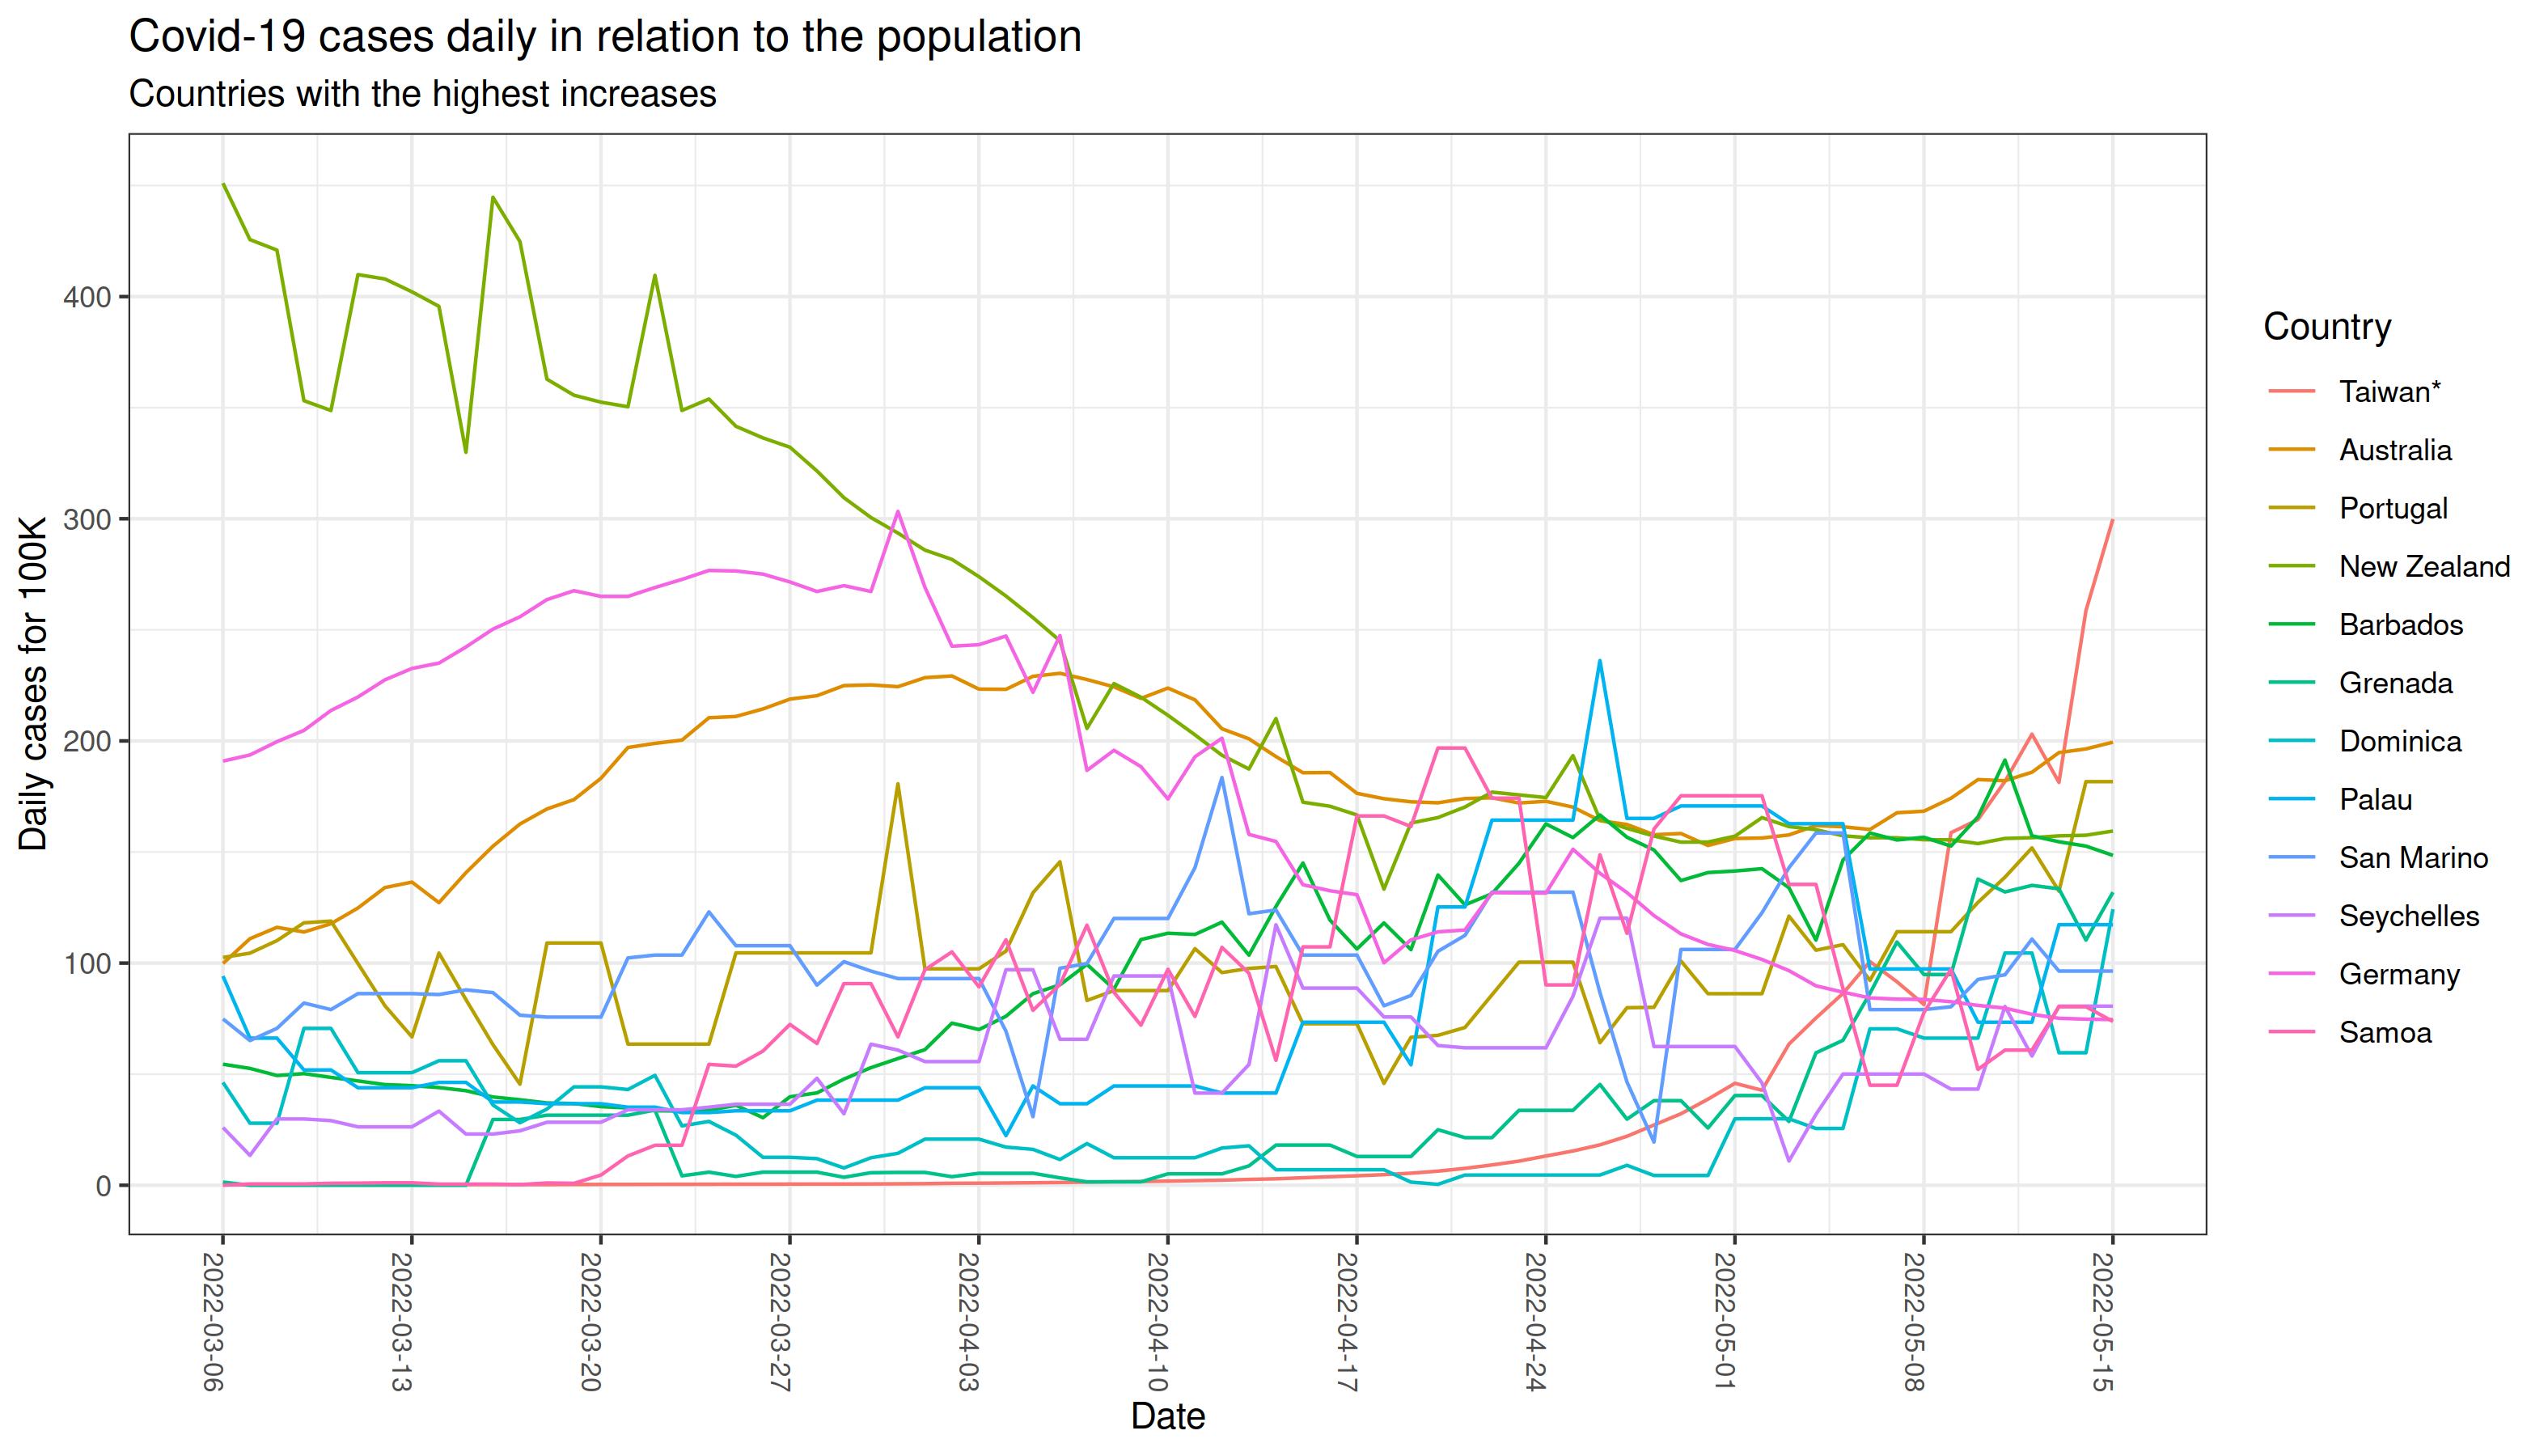 Covid-19 cases daily in relation to the population
Countries with the highest increases
Daily cases for 100K
400
300
200
100
0
2022-03-06
2022-03-13
2022-03-20
2022-03-27
2022-04-03
2022-04-10
2022-04-17
2022-04-24
2022-05-01
2022-05-08
2022-05-15
Date
Country
Taiwan*
Australia
Portugal
New Zealand
Barbados
Grenada
Dominica
Palau
San Marino
Seychelles
Germany
Samoa